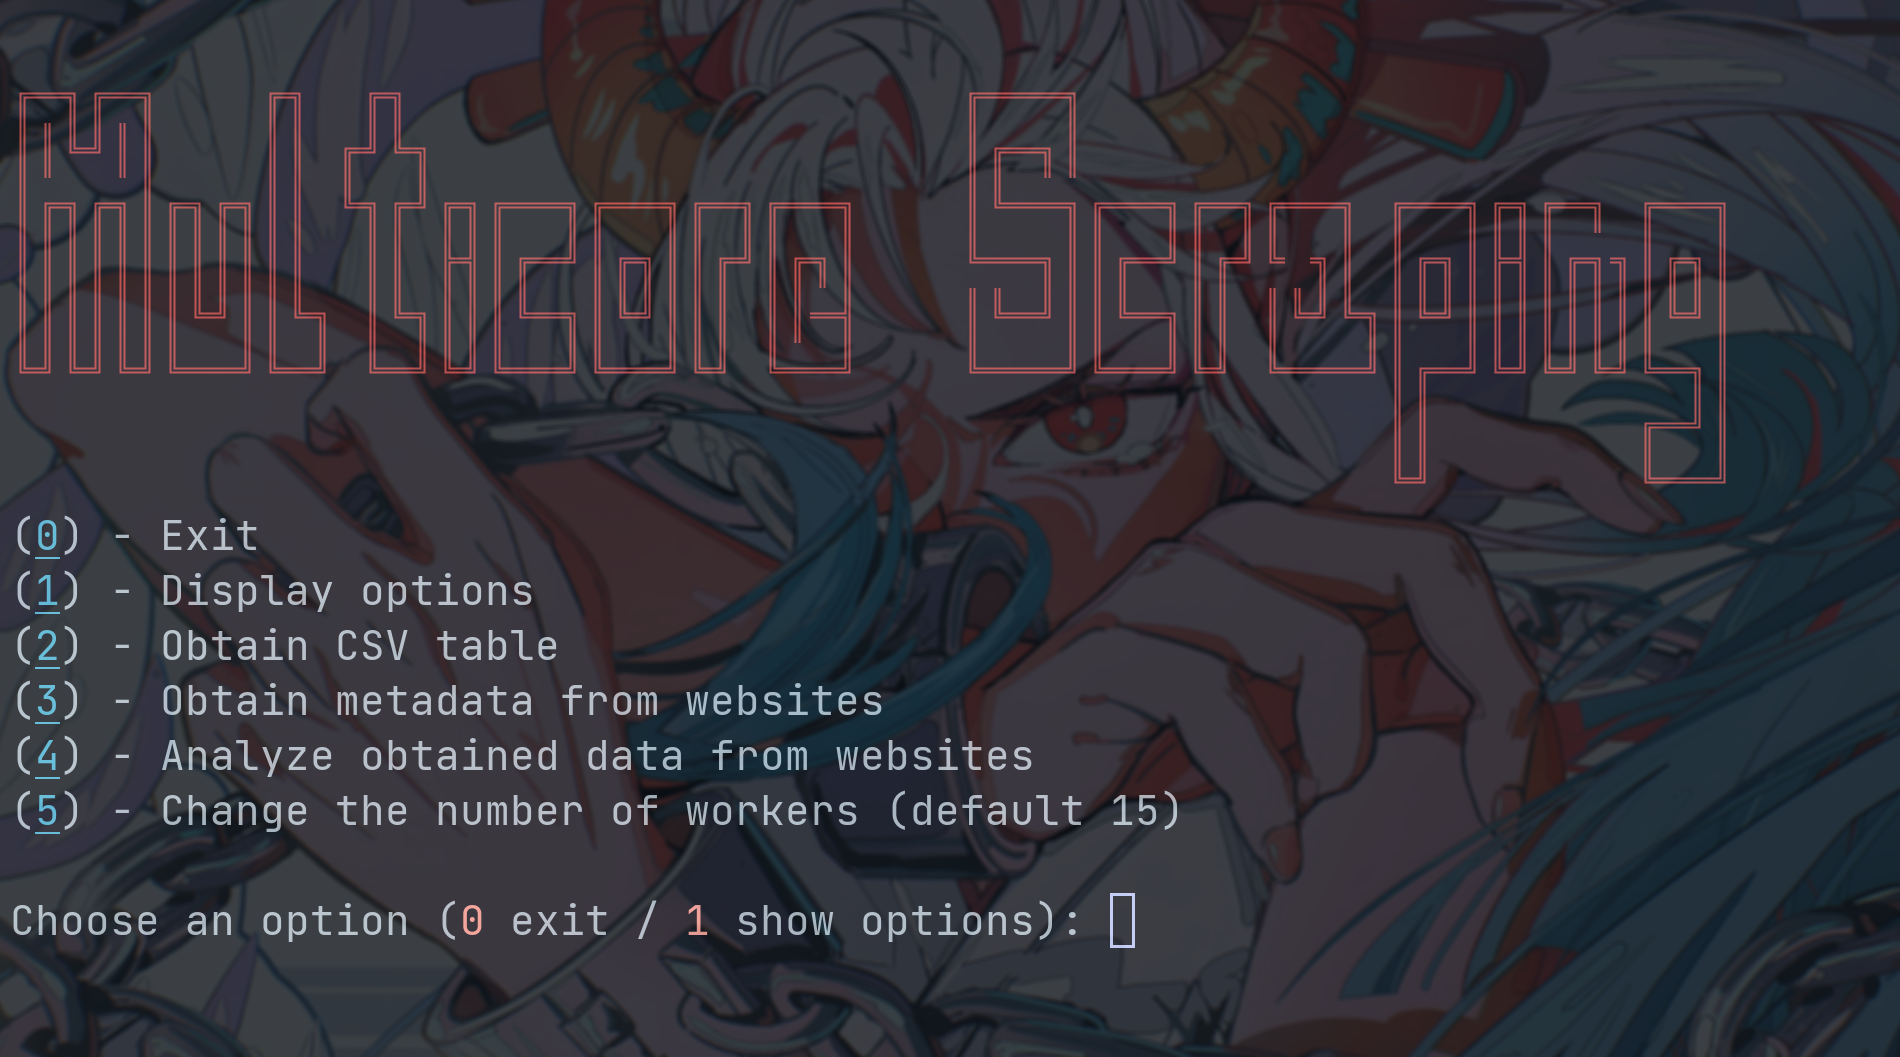 Multicore Scraping
(0) - Exit
(1) - Display options
(2) - Obtain CSV table
(3) - Obtain metadata from websites
(4) - Analyze obtained data from websites
(5) - Change the number of workers (default 15)
Choose an option (0 exit / 1 show options):